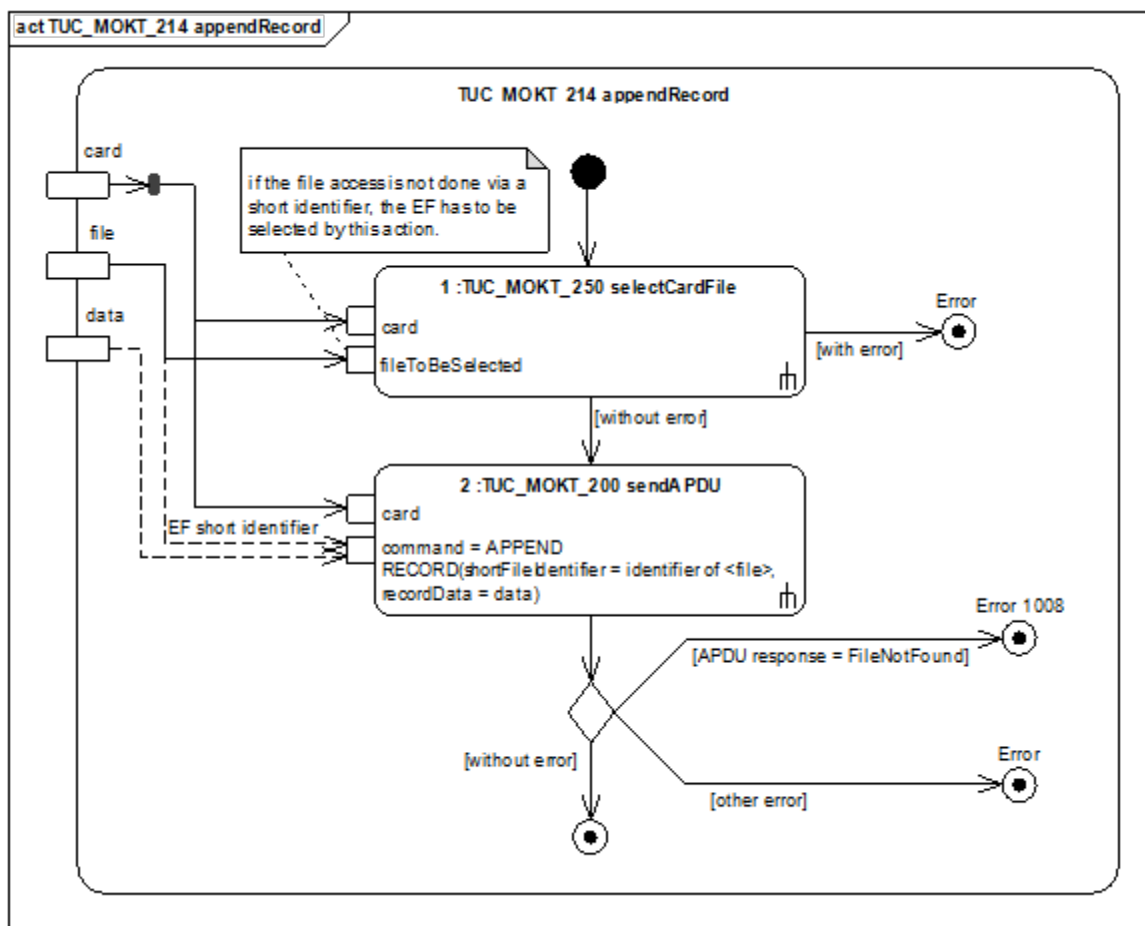 act TUC_MOKT_214 appendRecord
TUC_MOKT_214 appendRecord
card
if the file access is not done via a
short identifier, the EF has to be
selected by this action.
file
data
1 :TUC_MOKT_250 selectCardFile
card
fileToBeSelected
Error
[with error]
[without error]
2 :TUC_MOKT_200 sendAPDU
card
EF short identifier
command = APPEND
RECORD(shortFileIdentifier = identifier of <file>,
recordData = data)
Error 1008
[APDU response = FileNotFound]
[without error]
Error
[other error]